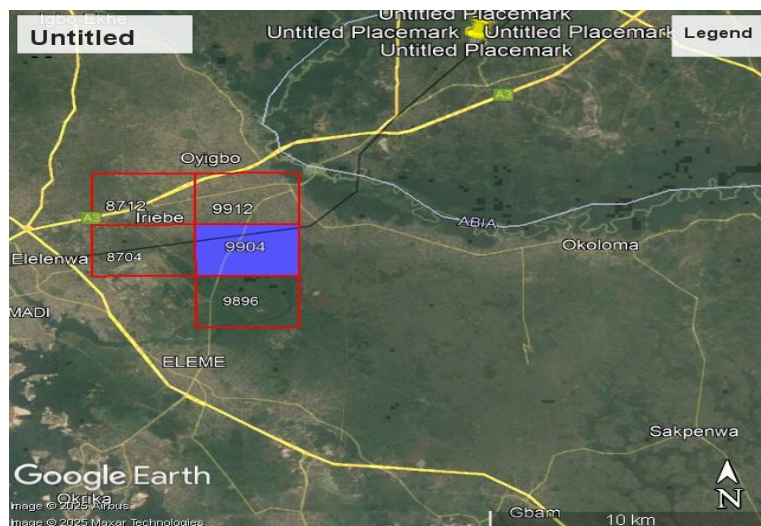 Igbo Ekhe
Untitled
Untitled Placemark
Untitled Placemark
Untitled Placemark
Untitled Placemark
Legend
A3
Oyigbo
8712
9912
A3
Iriebe
ABIA
Elelenwa
8704
9904
Okoloma
9896
MADI
ELEME
Sakpenwa
Google Earth
N
Okrika
Image © 2025 Airbus
Gbam
10 km
Image © 2025 Maxar Technologies